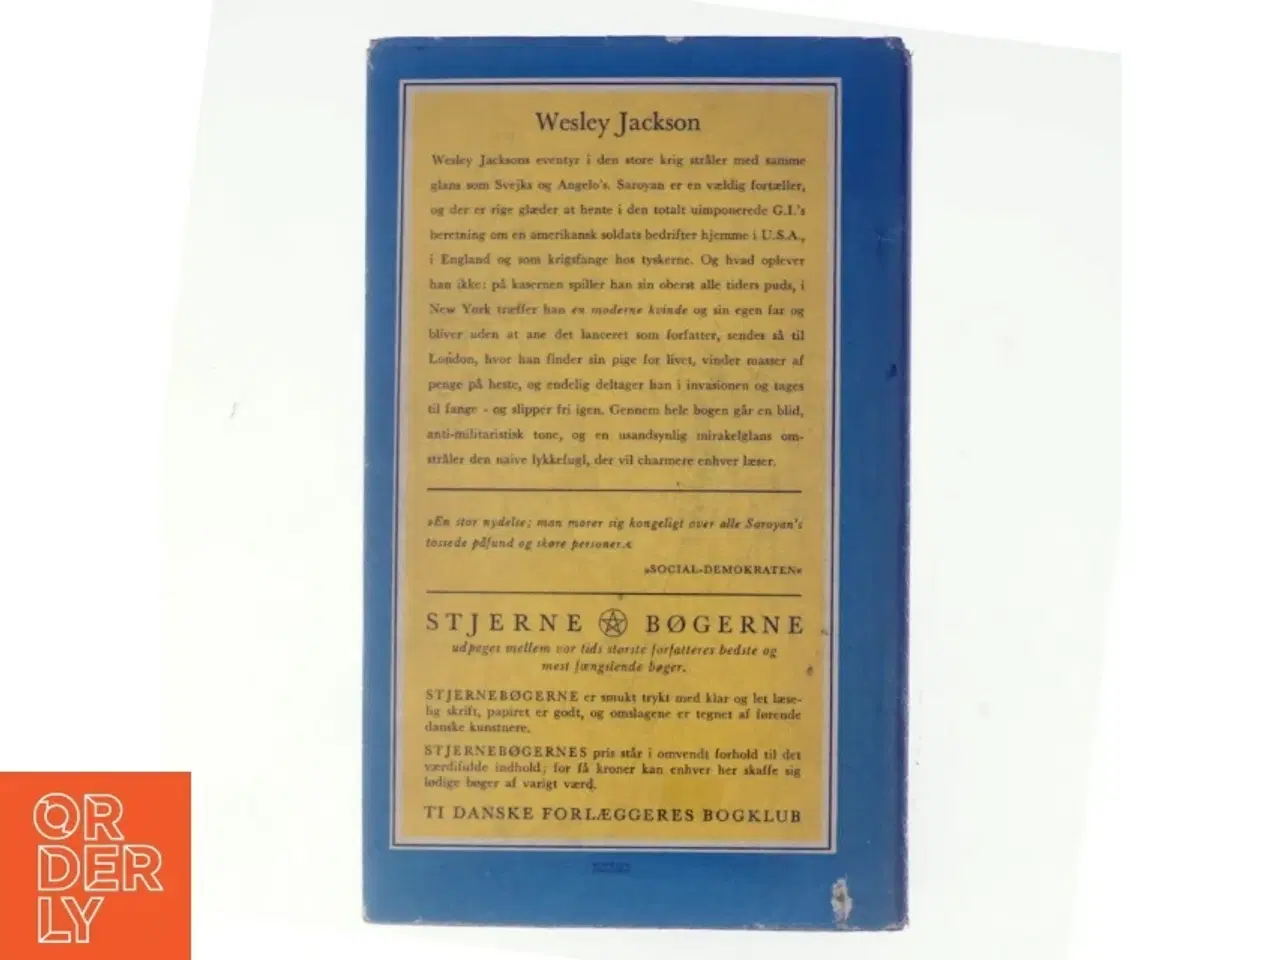 Wesley Jackson
Wesley Jacksons eventyr i den store krig stråler med samme
glans som Svejks og Angelo's. Saroyan er en vældig fortæller,
og der er rige glæder at hente i den totalt uimponerede G.I.'s
beretning om en amerikansk soldats bedrifter hjemme i U.S.A.,
i England og som krigsfange hos tyskerne. Og hvad oplever
han ikke: på kasernen spiller han sin oberst alle tiders puds, i
New York træffer han en moderne kvinde og sin egen far og
bliver uden at ane det lanceret som forfatter, sendes så til
London, hvor han finder sin pige for livet, vinder masser af
penge på heste, og endelig deltager han i invasionen og tages
til fange - og slipper fri igen. Gennem hele bogen går en blid,
anti-militaristisk tone, og en usandsynlig mirakelglans om-
stråler den naive lykkefugl, der vil charmere enhver læser.
»En stor nydelse; man morer sig kongeligt over alle Saroyan's
tossede påfund og skøre personer.«
»SOCIAL-DEMOKRATEN«
STJERNE BØGERNE
udpeget mellem vor tids største forfatteres bedste og
mest fængslende bøger.
STJERNEBØGERNE er smukt trykt med klar og let læse-
lig skrift, papiret er godt, og omslagene er tegnet af førende
danske kunstnere.
STJERNEBØGERNES pris står i omvendt forhold til det
værdifulde indhold; for få kroner kan enhver her skaffe sig
lødige bøger af varigt værd.
TI DANSKE FORLÆGGERES BOGKLUB
ORDERLY